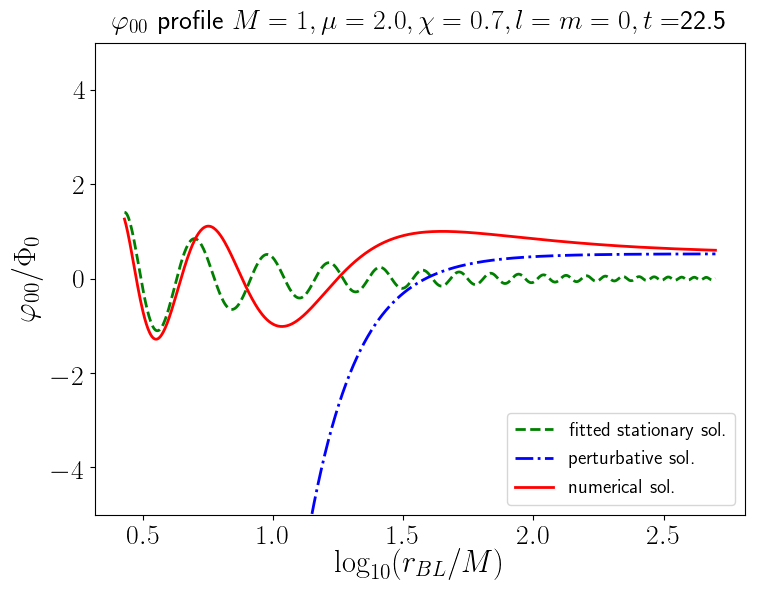 φ₀₀ profile M = 1, μ = 2.0, χ = 0.7, l = m = 0, t =22.5
φ₀₀/Φ₀
4
2
0
−2
−4
fitted stationary sol.
perturbative sol.
numerical sol.
0.5 1.0 1.5 2.0 2.5
log₁₀(r_BL/M)